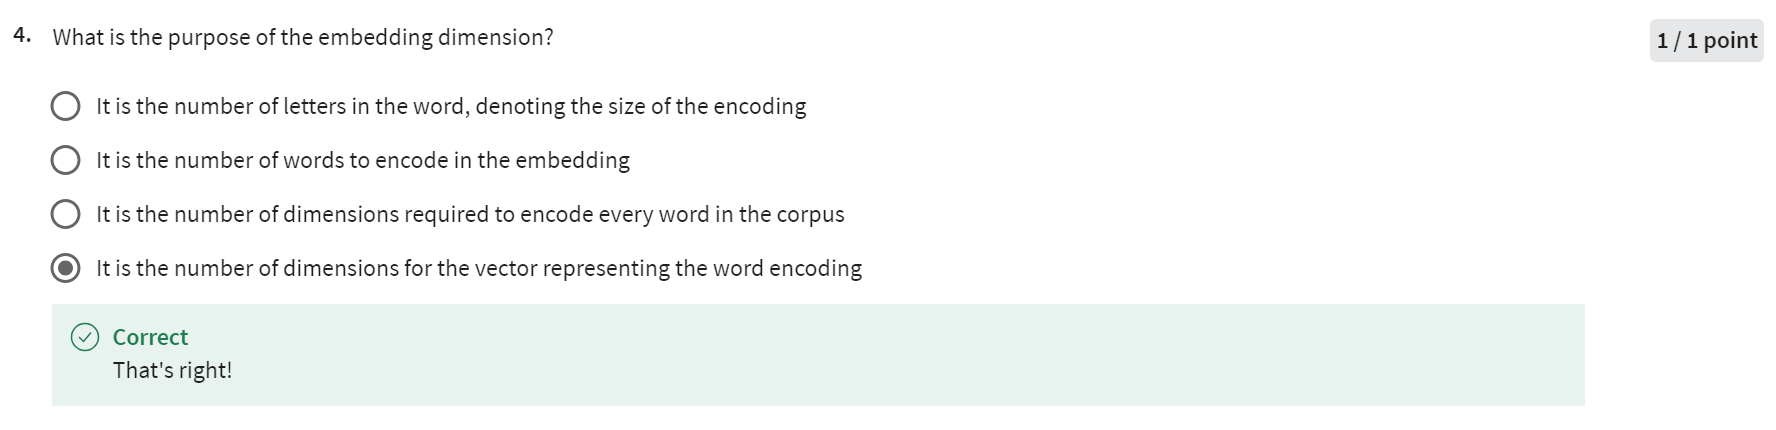 4. What is the purpose of the embedding dimension?
1 / 1 point
It is the number of letters in the word, denoting the size of the encoding
It is the number of words to encode in the embedding
It is the number of dimensions required to encode every word in the corpus
It is the number of dimensions for the vector representing the word encoding
Correct
That's right!